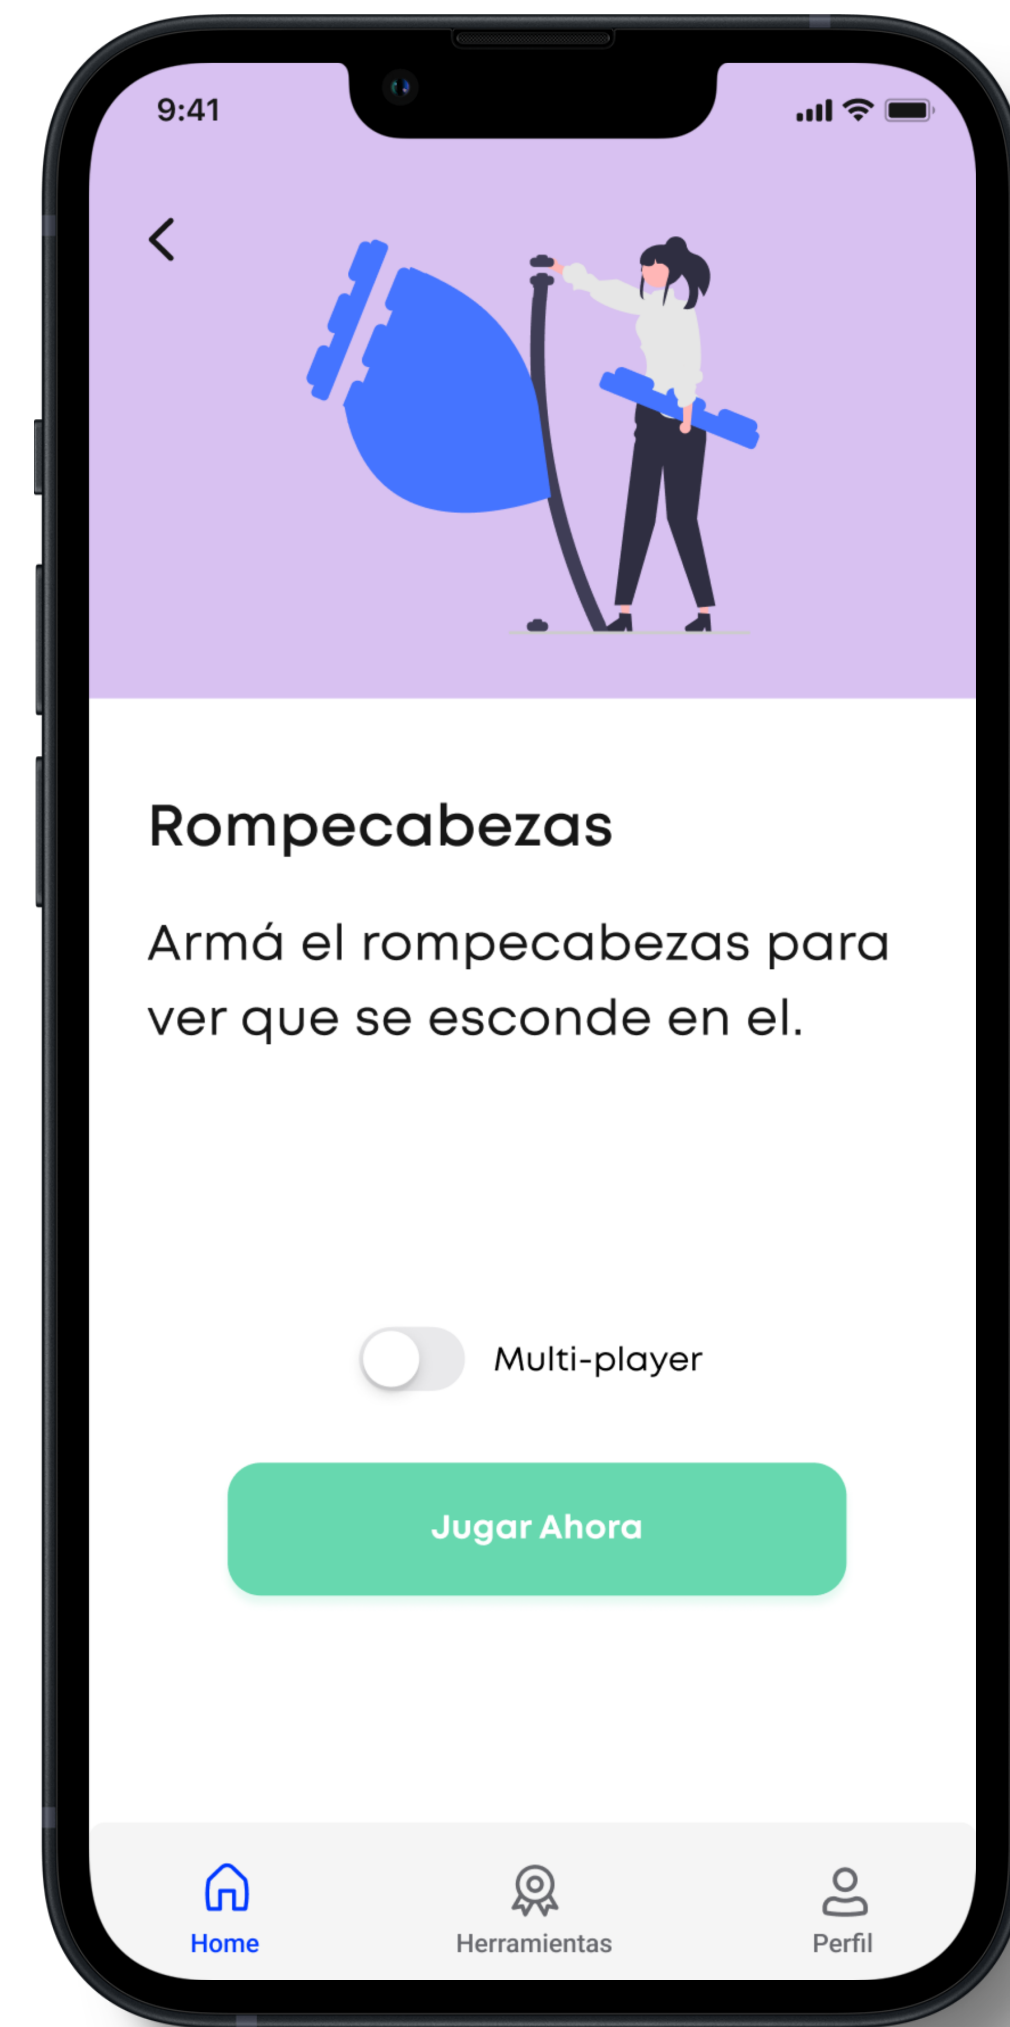 9:41
Rompecabezas
Armá el rompecabezas para
ver que se esconde en el.
Multi-player
Jugar Ahora
Home
Herramientas
Perfil